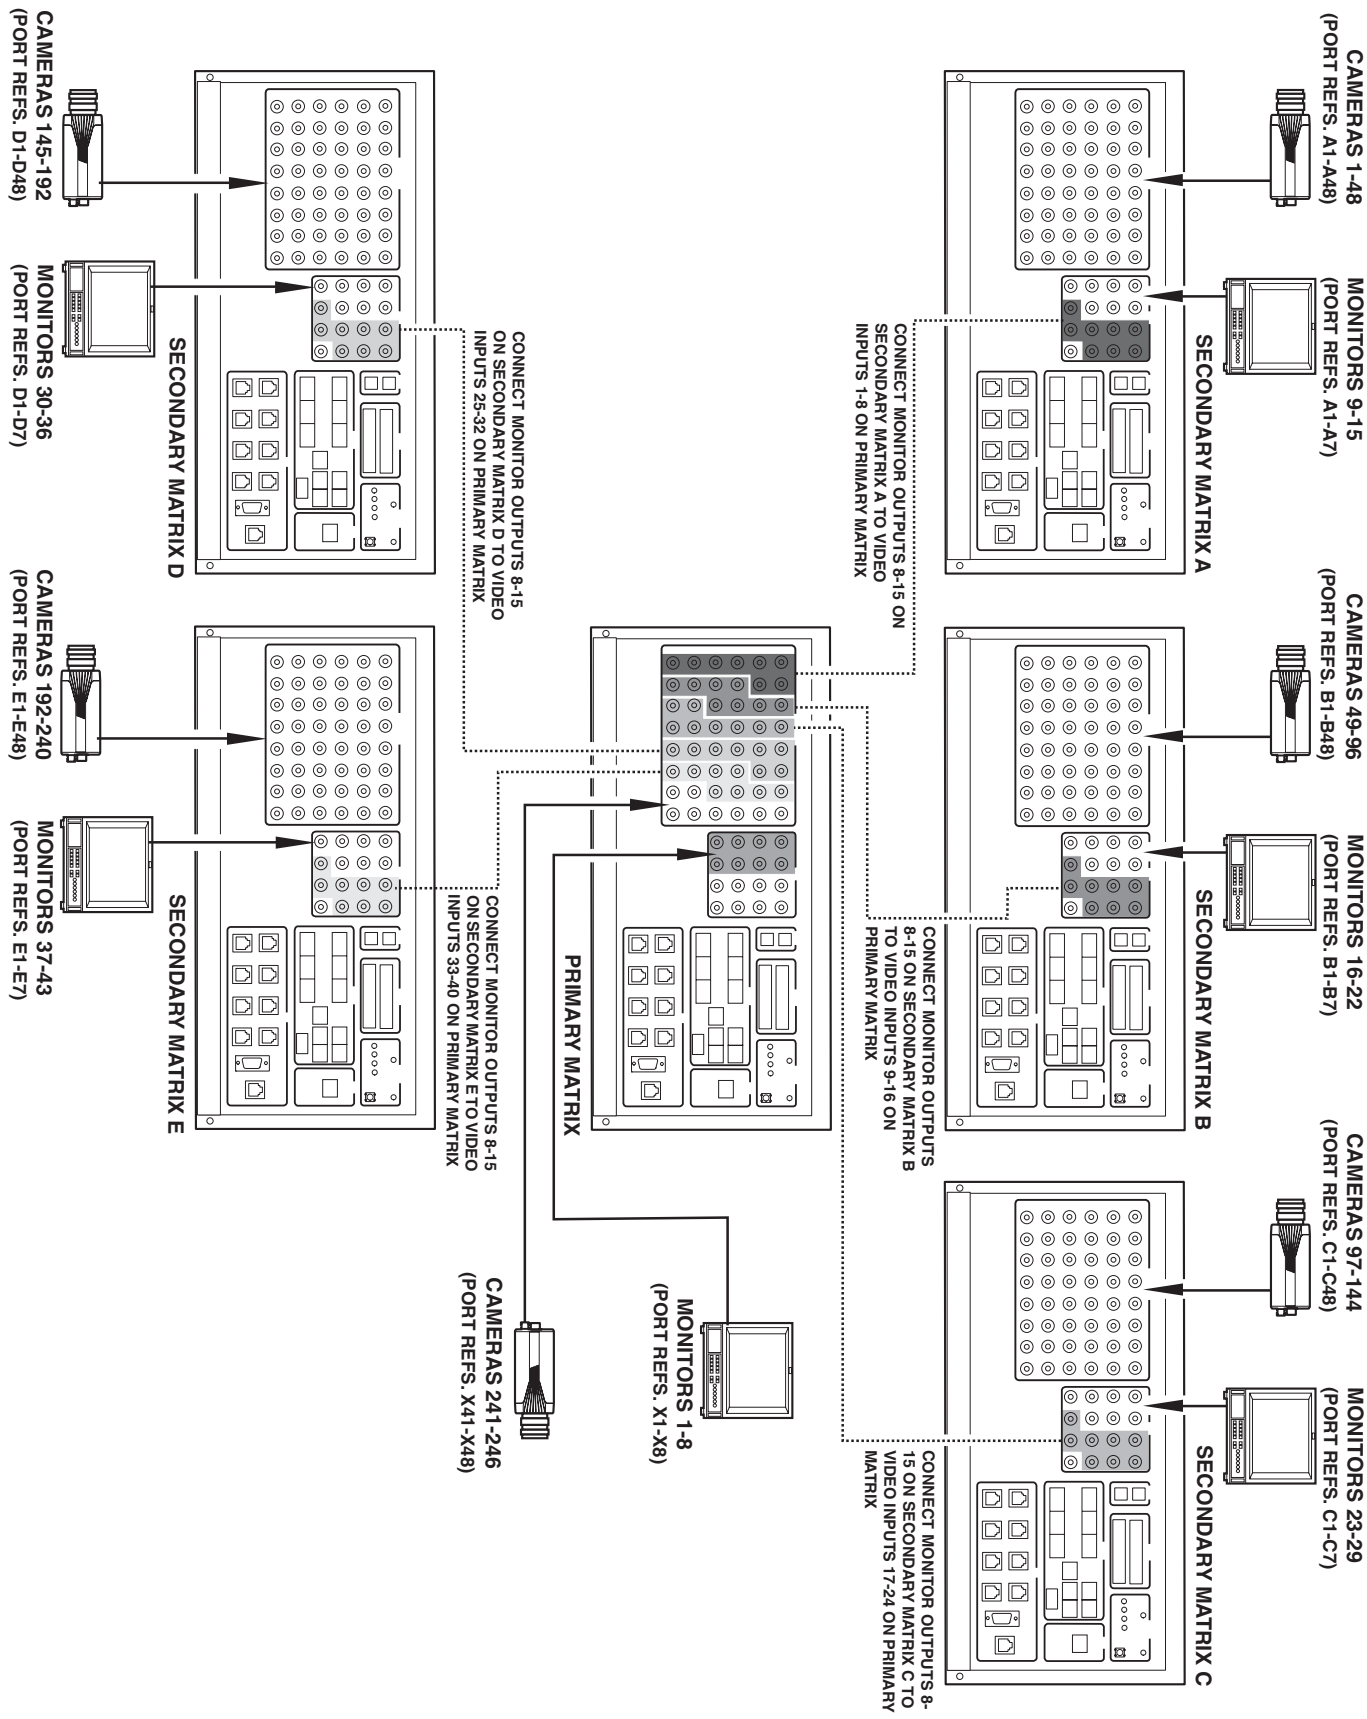 CAMERAS 1-48
(PORT REFS. A1-A48)
MONITORS 9-15
(PORT REFS. A1-A7)
SECONDARY MATRIX A
CONNECT MONITOR OUTPUTS 8-15 ON
SECONDARY MATRIX A TO VIDEO
INPUTS 1-8 ON PRIMARY MATRIX
CAMERAS 49-96
(PORT REFS. B1-B48)
MONITORS 16-22
(PORT REFS. B1-B7)
SECONDARY MATRIX B
CONNECT MONITOR OUTPUTS
8-15 ON SECONDARY MATRIX B
TO VIDEO INPUTS 9-16 ON
PRIMARY MATRIX
CAMERAS 97-144
(PORT REFS. C1-C48)
MONITORS 23-29
(PORT REFS. C1-C7)
SECONDARY MATRIX C
CONNECT MONITOR OUTPUTS 8-
15 ON SECONDARY MATRIX C TO
VIDEO INPUTS 17-24 ON PRIMARY
MATRIX
PRIMARY MATRIX
MONITORS 1-8
(PORT REFS. X1-X8)
CAMERAS 241-246
(PORT REFS. X41-X48)
CONNECT MONITOR OUTPUTS 8-15
ON SECONDARY MATRIX D TO VIDEO
INPUTS 25-32 ON PRIMARY MATRIX
SECONDARY MATRIX D
CAMERAS 145-192
(PORT REFS. D1-D48)
MONITORS 30-36
(PORT REFS. D1-D7)
CONNECT MONITOR OUTPUTS 8-15
ON SECONDARY MATRIX E TO VIDEO
INPUTS 33-40 ON PRIMARY MATRIX
SECONDARY MATRIX E
CAMERAS 192-240
(PORT REFS. E1-E48)
MONITORS 37-43
(PORT REFS. E1-E7)